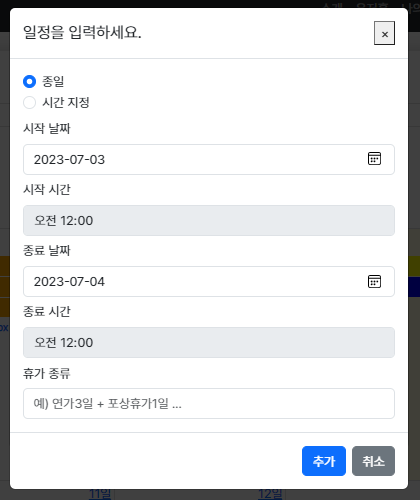 일정을 입력하세요.
×
종일
시간 지정
시작 날짜
2023-07-03
시작 시간
오전 12:00
종료 날짜
2023-07-04
종료 시간
오전 12:00
휴가 종류
예) 연가3일 + 포상휴가1일 ...
추가 취소
11일 12일